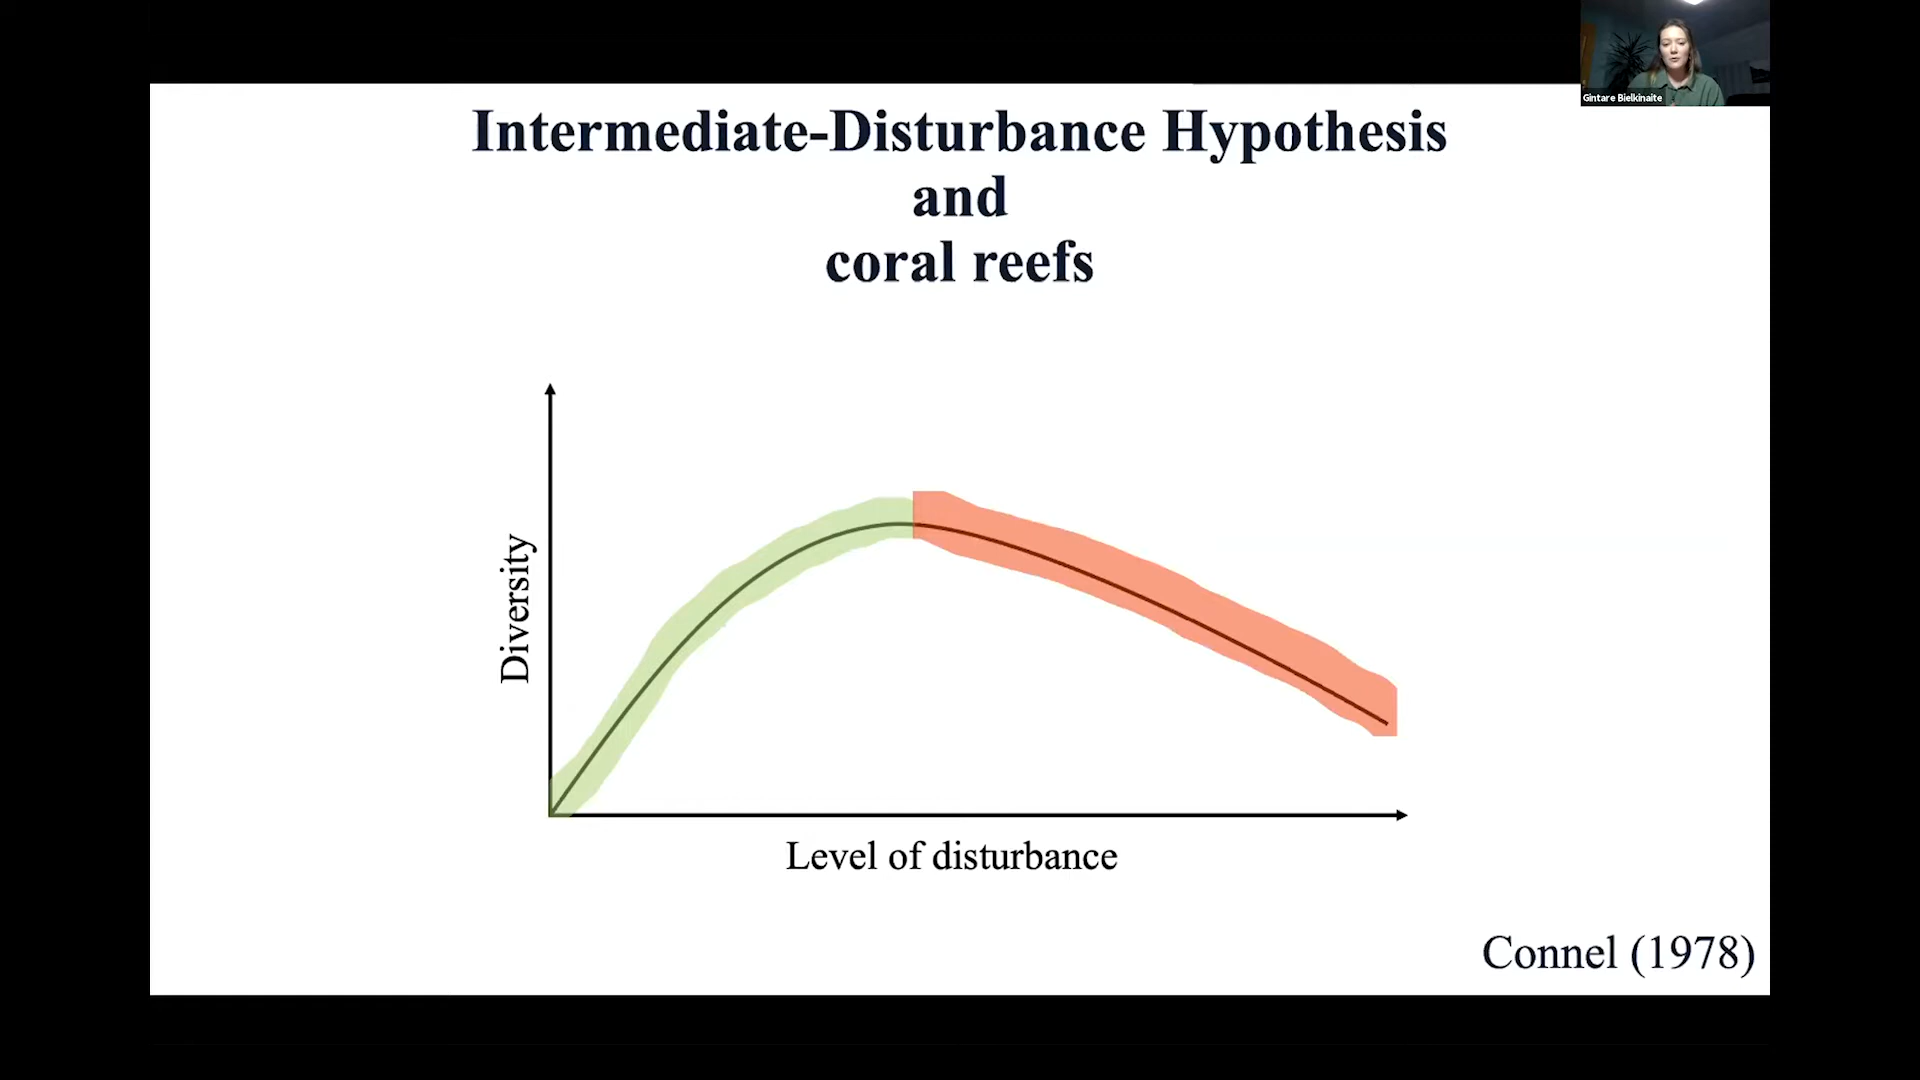 Gintare Bielkinaite
Intermediate-Disturbance Hypothesis
and
coral reefs
Diversity
Level of disturbance
Connel (1978)